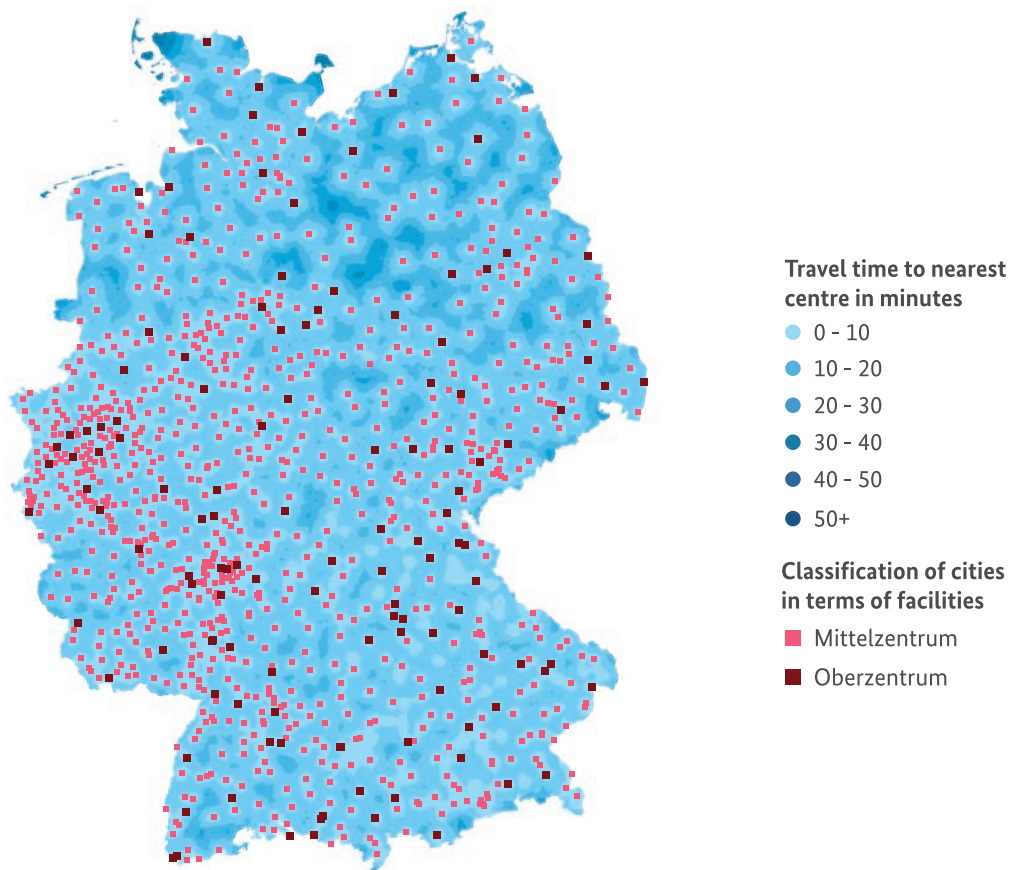 Travel time to nearest
centre in minutes
0 - 10
10 - 20
20 - 30
30 - 40
40 - 50
50+
Classification of cities
in terms of facilities
Mittelzentrum
Oberzentrum